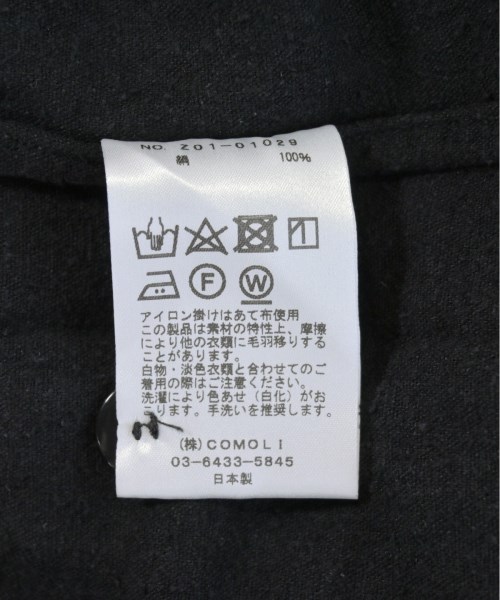 NO. Z01-01029
絹 100%
F W
アイロン掛けはあて布使用
この製品は素材の特性上、摩擦
により他の衣類に毛羽移りする
ことがあります。
白物・淡色衣類と合わせてのご
着用の際はご注意ください。
洗濯により色あせ（白化）がお
こります。手洗いを推奨します。
(株)COMOLI
03-6433-5845
日本製